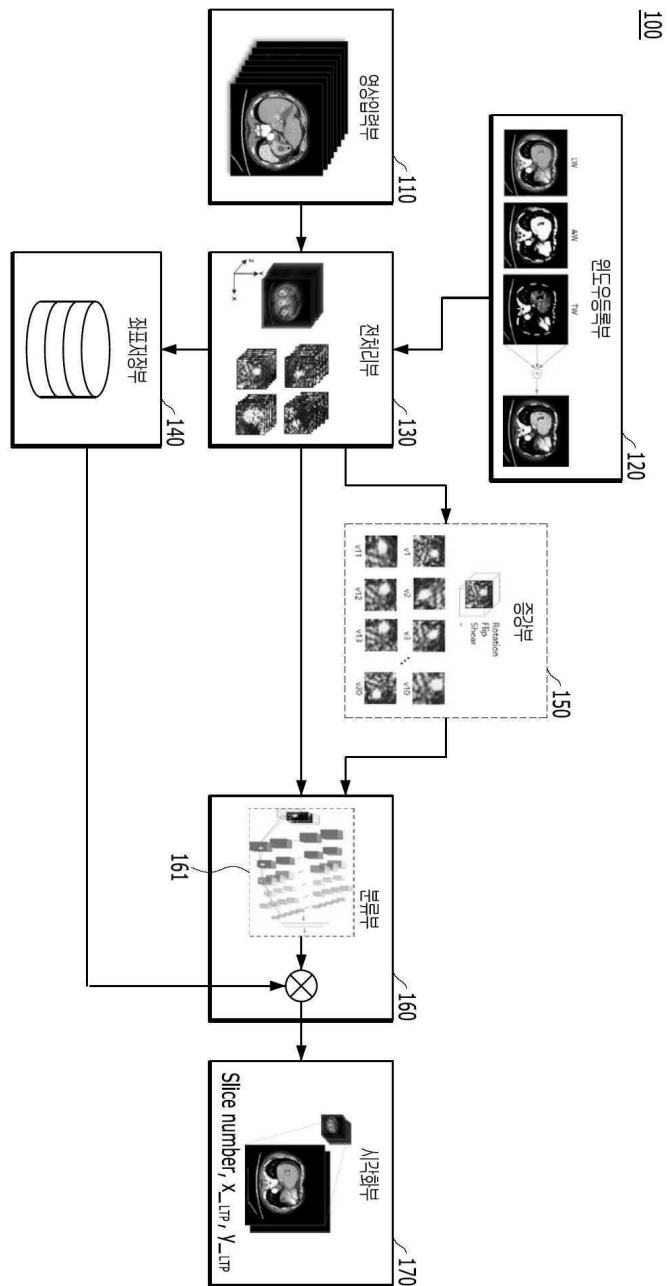 100
영상입력부
110
윈도우등록부
LW
AW
TW
120
전처리부
z
x
130
좌표저장부
140
증강부
Rotation
Flip
Shear
v1
v2
v3
...
v10
v11
v12
v13
v20
150
분류부
161
160
시각화부
Slice number, x_LTP, y_LTP
170